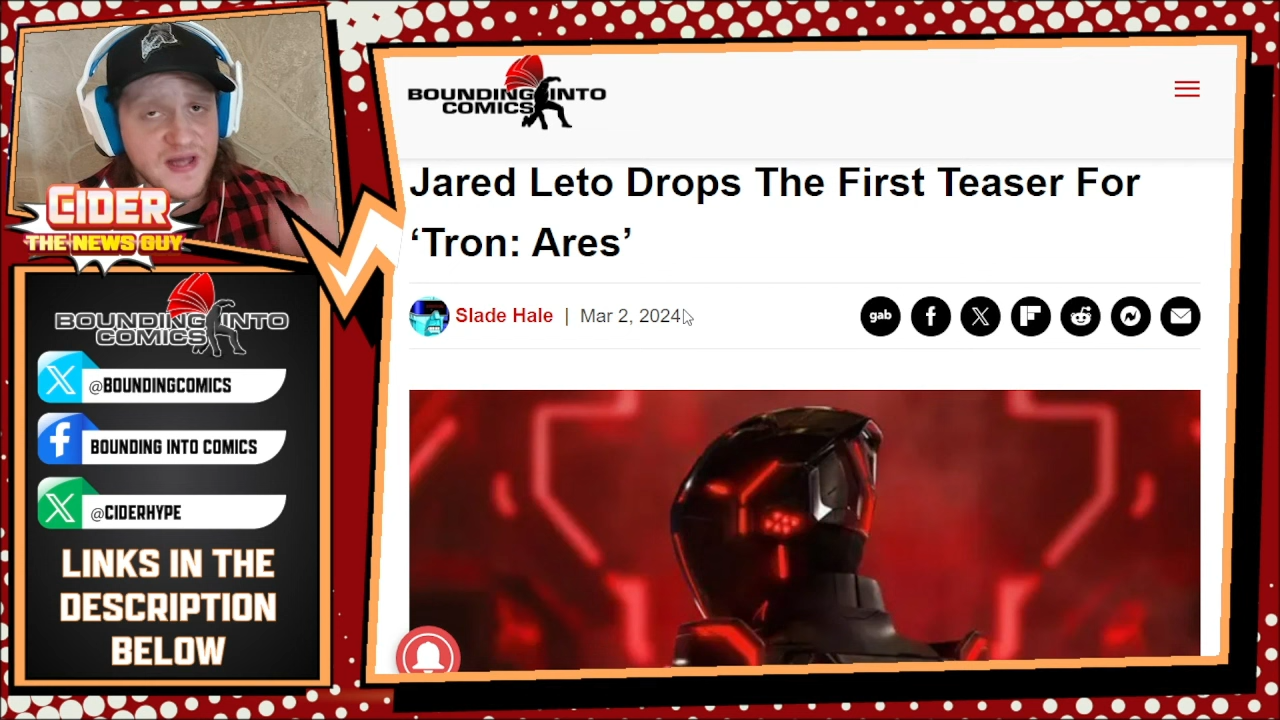 CIDER
THE NEWS GUY
BOUNDING INTO
COMICS
@BOUNDINGCOMICS
BOUNDING INTO COMICS
@CIDERHYPE
LINKS IN THE
DESCRIPTION
BELOW
BOUNDING INTO
COMICS
Jared Leto Drops The First Teaser For
‘Tron: Ares’
Slade Hale | Mar 2, 2024
gab